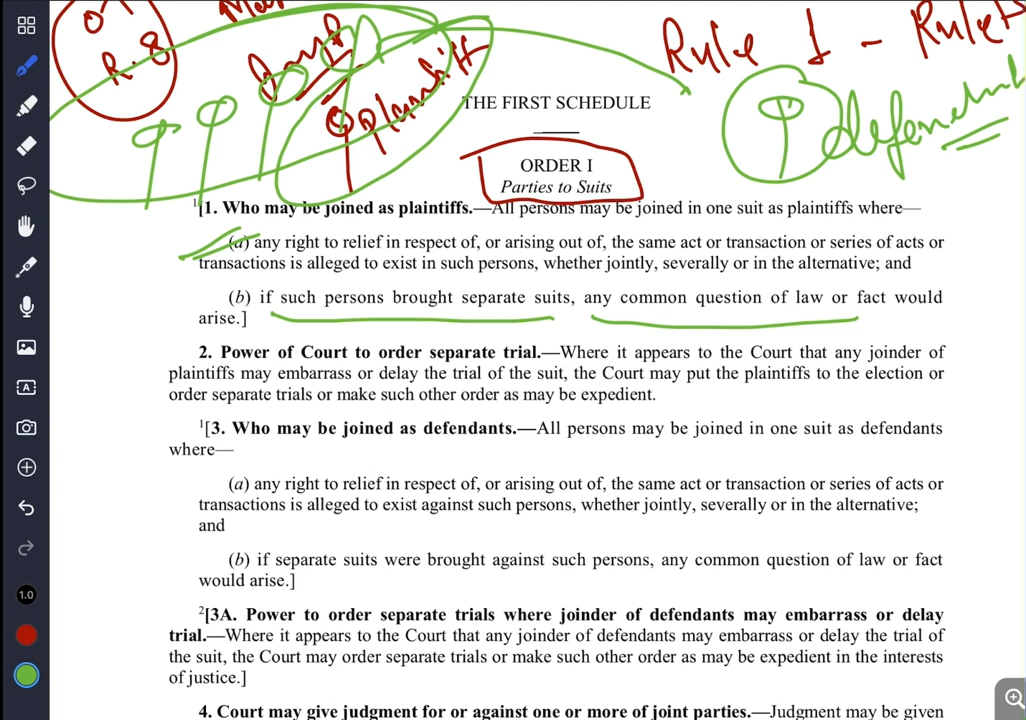 R.8
plaintiff
Rule 1 - Rule
defendant
THE FIRST SCHEDULE
ORDER I
Parties to Suits
1[1. Who may be joined as plaintiffs.—All persons may be joined in one suit as plaintiffs where—
(a) any right to relief in respect of, or arising out of, the same act or transaction or series of acts or
transactions is alleged to exist in such persons, whether jointly, severally or in the alternative; and
(b) if such persons brought separate suits, any common question of law or fact would
arise.]
2. Power of Court to order separate trial.—Where it appears to the Court that any joinder of
plaintiffs may embarrass or delay the trial of the suit, the Court may put the plaintiffs to the election or
order separate trials or make such other order as may be expedient.
1[3. Who may be joined as defendants.—All persons may be joined in one suit as defendants
where—
(a) any right to relief in respect of, or arising out of, the same act or transaction or series of acts or
transactions is alleged to exist against such persons, whether jointly, severally or in the alternative;
and
(b) if separate suits were brought against such persons, any common question of law or fact
would arise.]
2[3A. Power to order separate trials where joinder of defendants may embarrass or delay
trial.—Where it appears to the Court that any joinder of defendants may embarrass or delay the trial of
the suit, the Court may order separate trials or make such other order as may be expedient in the interests
of justice.]
4. Court may give judgment for or against one or more of joint parties.—Judgment may be given
1.0
A